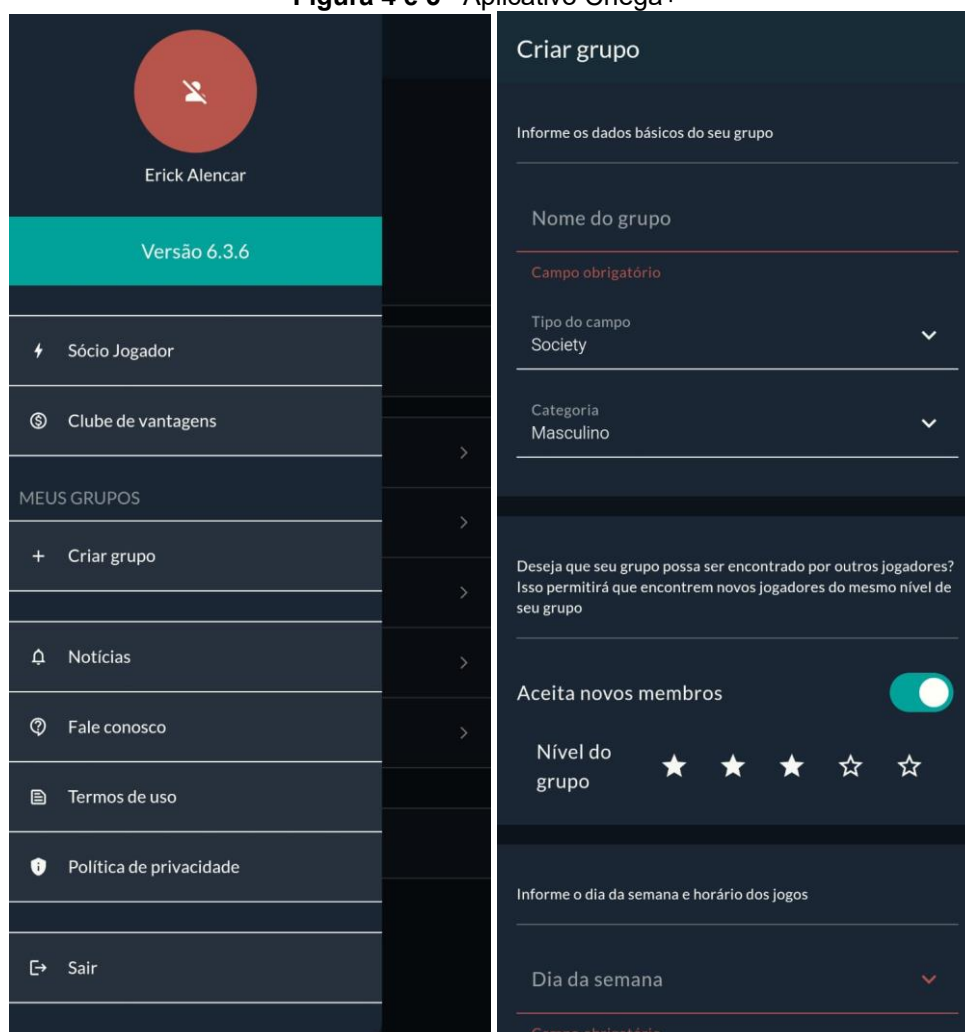 Figura 4 e 5 - Aplicativo Chega+
Erick Alencar
Versão 6.3.6
Sócio Jogador
Clube de vantagens
MEUS GRUPOS
Criar grupo
Notícias
Fale conosco
Termos de uso
Política de privacidade
Sair
Criar grupo
Informe os dados básicos do seu grupo
Nome do grupo
Campo obrigatório
Tipo do campo
Society
Categoria
Masculino
Deseja que seu grupo possa ser encontrado por outros jogadores?
Isso permitirá que encontrem novos jogadores do mesmo nível de
seu grupo
Aceita novos membros
Nível do
grupo
Informe o dia da semana e horário dos jogos
Dia da semana